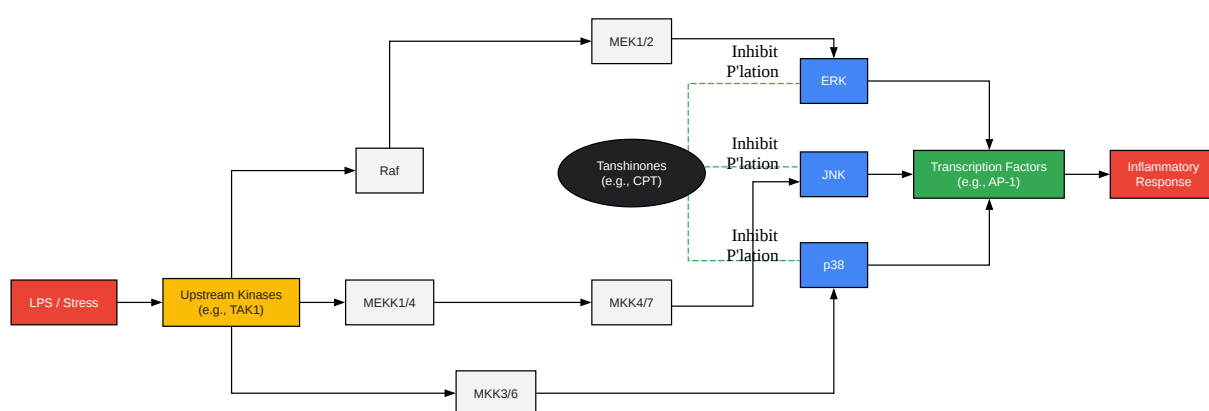 MEK1/2
Inhibit
P'lation
ERK
Raf
Tanshinones
(e.g., CPT)
Inhibit
P'lation
JNK
Transcription Factors
(e.g., AP-1)
Inflammatory
Response
Inhibit
P'lation
p38
LPS / Stress
Upstream Kinases
(e.g., TAK1)
MEKK1/4
MKK4/7
MKK3/6